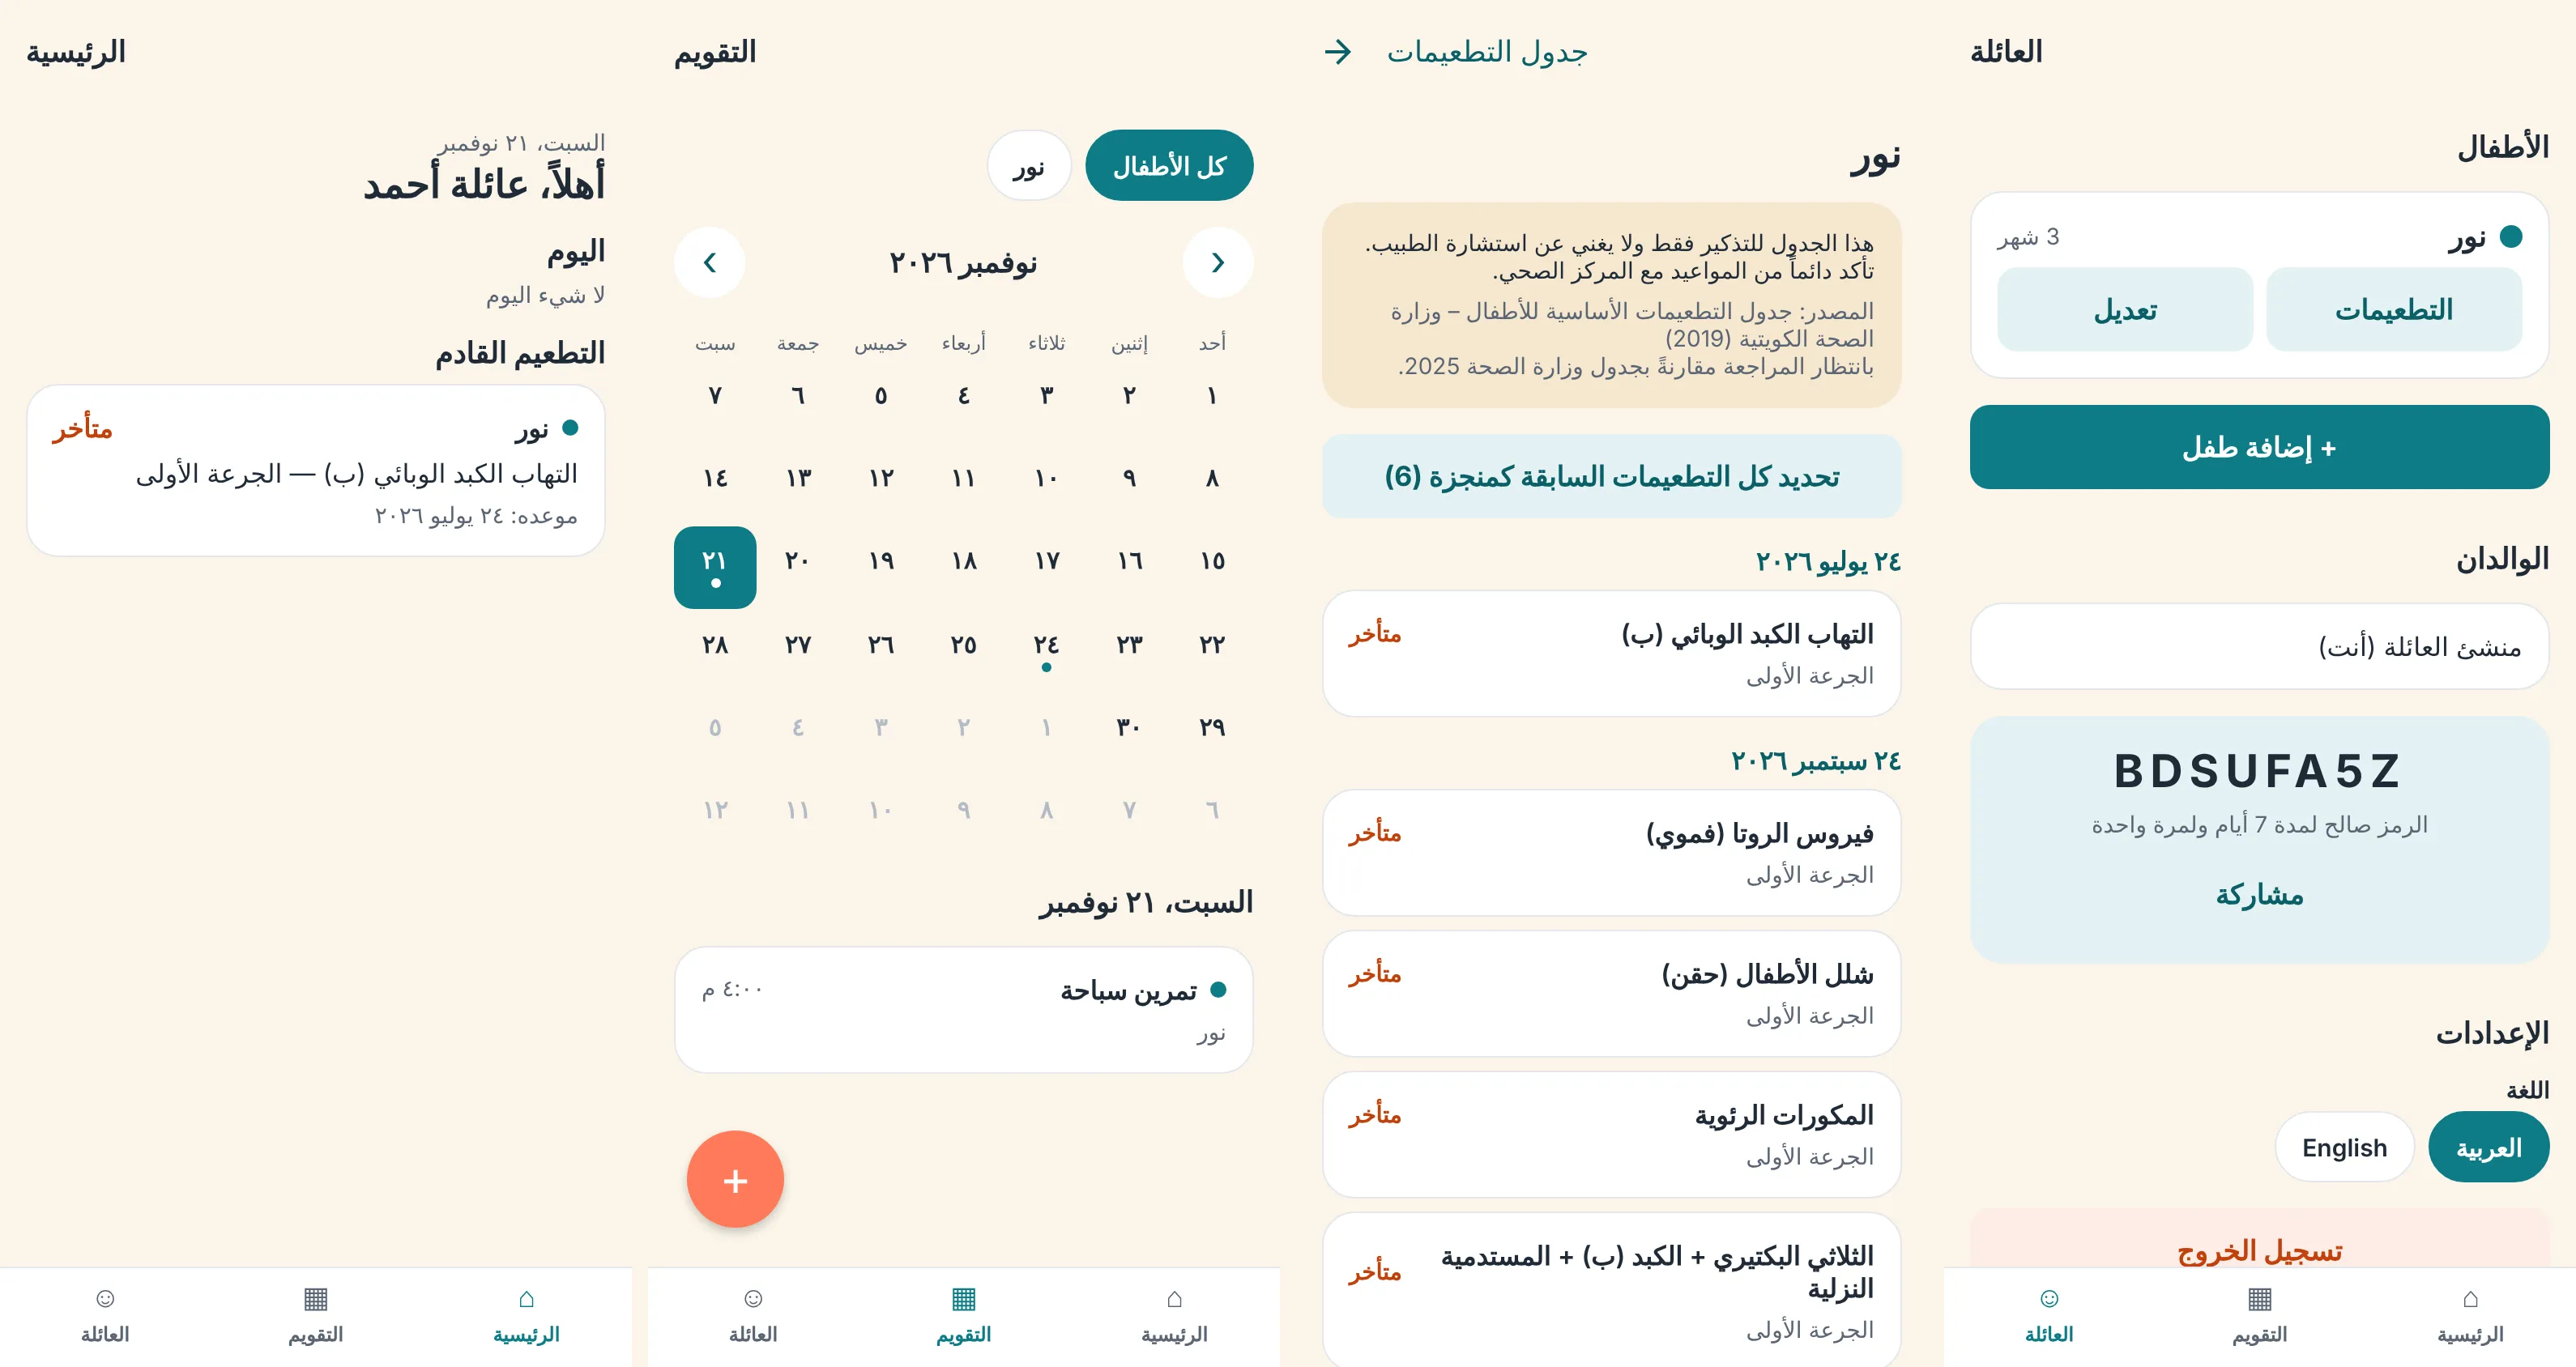 الرئيسية
السبت، ٢١ نوفمبر
أهلاً، عائلة أحمد
اليوم
لا شيء اليوم
التطعيم القادم
نور
متأخر
التهاب الكبد الوبائي (ب) — الجرعة الأولى
موعده: ٢٤ يوليو ٢٠٢٦
الرئيسية
التقويم
العائلة
التقويم
كل الأطفال
نور
نوفمبر ٢٠٢٦
أحد إثنين ثلاثاء أربعاء خميس جمعة سبت
١ ٢ ٣ ٤ ٥ ٦ ٧
٨ ٩ ١٠ ١١ ١٢ ١٣ ١٤
١٥ ١٦ ١٧ ١٨ ١٩ ٢٠ ٢١
٢٢ ٢٣ ٢٤ ٢٥ ٢٦ ٢٧ ٢٨
٢٩ ٣٠ ١ ٢ ٣ ٤ ٥
٦ ٧ ٨ ٩ ١٠ ١١ ١٢
السبت، ٢١ نوفمبر
تمرين سباحة
٤:٠٠ م
نور
+
الرئيسية
التقويم
العائلة
جدول التطعيمات
نور
هذا الجدول للتذكير فقط ولا يغني عن استشارة الطبيب.
تأكد دائماً من المواعيد مع المركز الصحي.
المصدر: جدول التطعيمات الأساسية للأطفال – وزارة
الصحة الكويتية (2019)
بانتظار المراجعة مقارنةً بجدول وزارة الصحة 2025.
تحديد كل التطعيمات السابقة كمنجزة (6)
٢٤ يوليو ٢٠٢٦
التهاب الكبد الوبائي (ب)
متأخر
الجرعة الأولى
٢٤ سبتمبر ٢٠٢٦
فيروس الروتا (فموي)
متأخر
الجرعة الأولى
شلل الأطفال (حقن)
متأخر
الجرعة الأولى
المكورات الرئوية
متأخر
الجرعة الأولى
الثلاثي البكتيري + الكبد (ب) + المستدمية
النزلية
متأخر
الجرعة الأولى
العائلة
الأطفال
نور
3 شهر
التطعيمات
تعديل
+ إضافة طفل
الوالدان
منشئ العائلة (أنت)
BDSUFA5Z
الرمز صالح لمدة 7 أيام ولمرة واحدة
مشاركة
الإعدادات
اللغة
العربية
English
تسجيل الخروج
الرئيسية
التقويم
العائلة